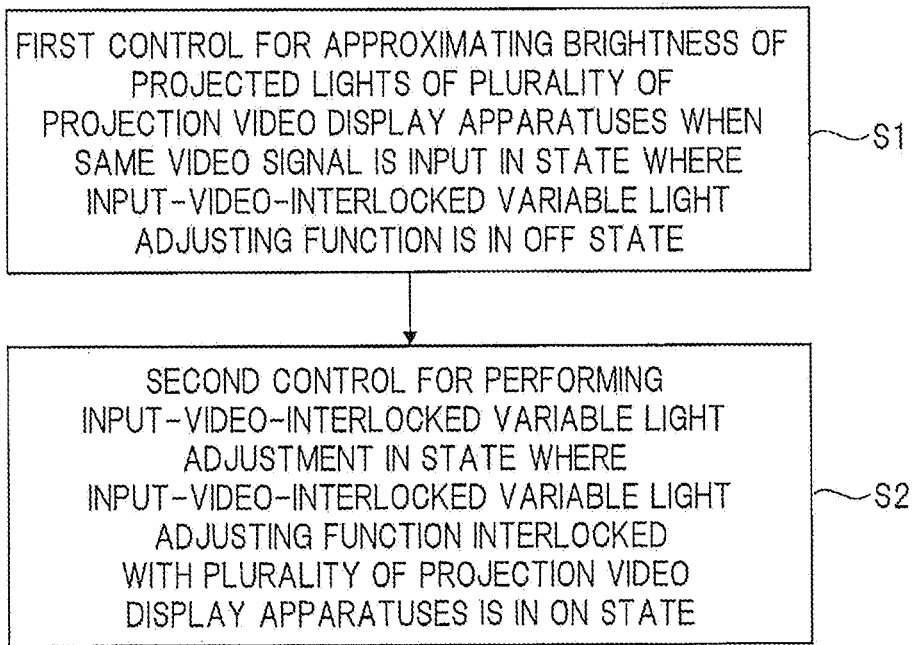 FIRST CONTROL FOR APPROXIMATING BRIGHTNESS OF
PROJECTED LIGHTS OF PLURALITY OF
PROJECTION VIDEO DISPLAY APPARATUSES WHEN
SAME VIDEO SIGNAL IS INPUT IN STATE WHERE
INPUT-VIDEO-INTERLOCKED VARIABLE LIGHT
ADJUSTING FUNCTION IS IN OFF STATE
S1
SECOND CONTROL FOR PERFORMING
INPUT-VIDEO-INTERLOCKED VARIABLE LIGHT
ADJUSTMENT IN STATE WHERE
INPUT-VIDEO-INTERLOCKED VARIABLE LIGHT
ADJUSTING FUNCTION INTERLOCKED
WITH PLURALITY OF PROJECTION VIDEO
DISPLAY APPARATUSES IS IN ON STATE
S2